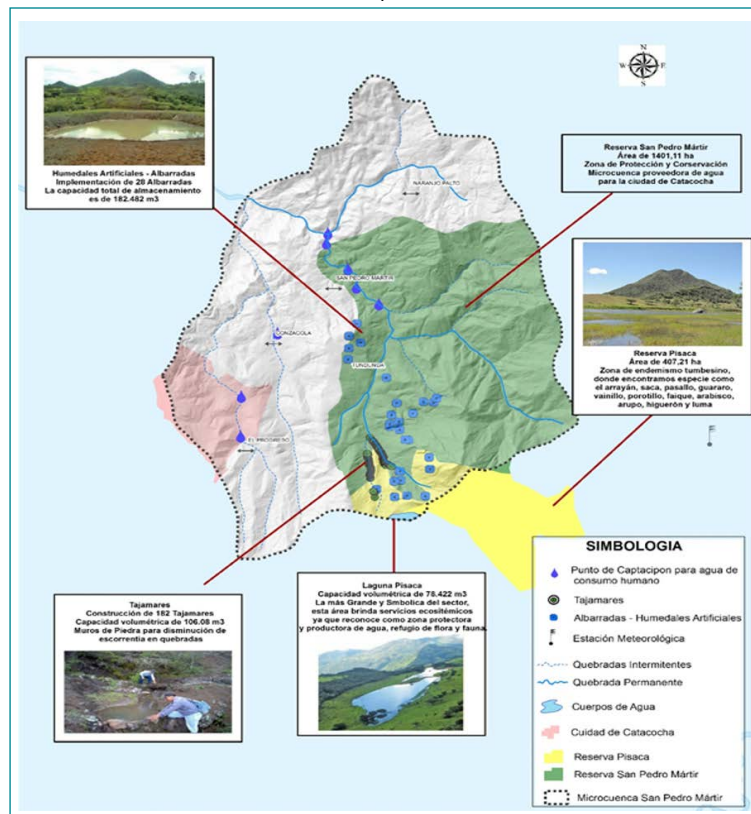 N
W E
S
Humedales Artificiales - Albarradas
Implementación de 28 Albarradas
La capacidad total de almacenamiento
es de 182.482 m3
Reserva San Pedro Mártir
Área de 1401,11 ha
Zona de Protección y Conservación
Microcuenca proveedora de agua
para la ciudad de Catacocha
NARANJO PALTO
SAN PEDRO MARTIR
GONZACOLA
TUNDUNGA
EL PROGRESO
Reserva Pisaca
Área de 407,21 ha
Zona de endemismo tumbesino,
donde encontramos especie como
el arrayán, saca, pasallo, guararo,
vainillo, porotillo, faique, arabisco,
arupo, higuerón y luma
Tajamares
Construcción de 182 Tajamares
Capacidad volumétrica de 106.08 m3
Muros de Piedra para disminución de
escorrentia en quebradas
Laguna Pisaca
Capacidad volumétrica de 78.422 m3
La más Grande y Smbolica del sector,
esta área brinda servicios ecositémicos
ya que reconoce como zona protectora
y productora de agua, refugio de flora y fauna.
SIMBOLOGIA
Punto de Captacipon para agua de
consumo humano
Tajamares
Albarradas - Humedales Artificiales
Estación Meteorológica
Quebradas Intermitentes
Quebrada Permanente
Cuerpos de Agua
Cuidad de Catacocha
Reserva Pisaca
Reserva San Pedro Mártir
Microcuenca San Pedro Mártir